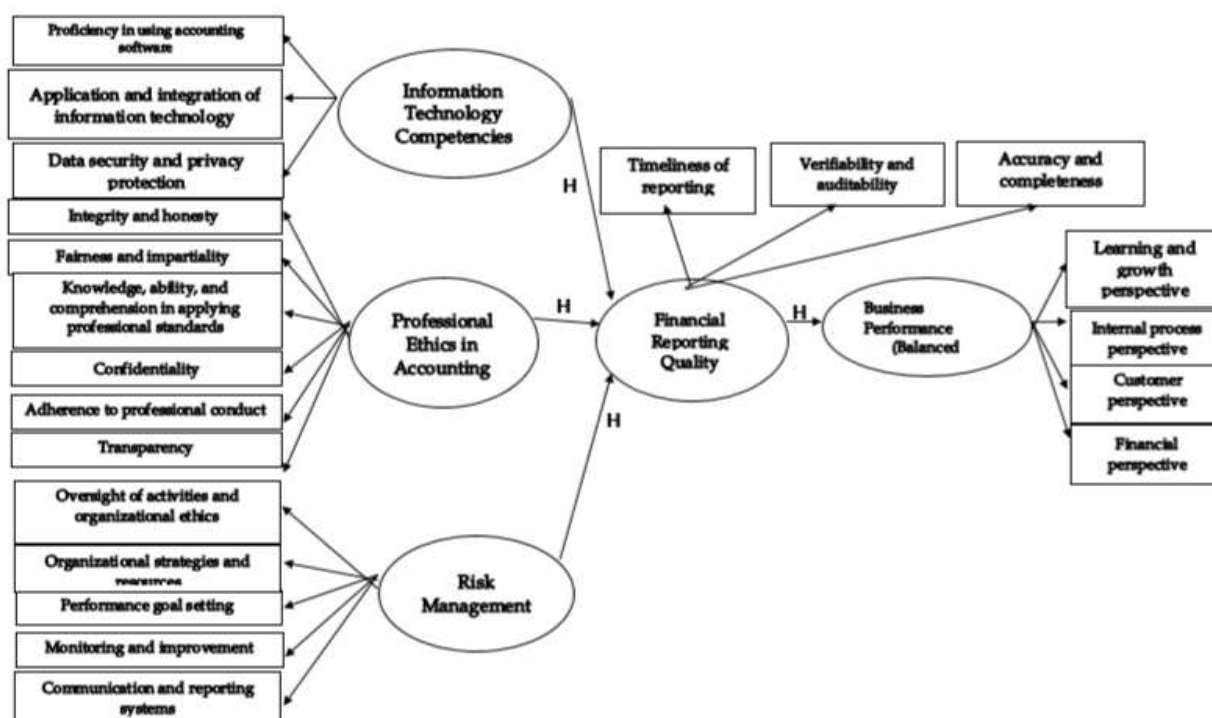 Proficiency in using accounting
software
Application and integration of
information technology
Data security and privacy
protection
Integrity and honesty
Fairness and impartiality
Knowledge, ability, and
comprehension in applying
professional standards
Confidentiality
Adherence to professional conduct
Transparency
Oversight of activities and
organizational ethics
Organizational strategies and
resources
Performance goal setting
Monitoring and improvement
Communication and reporting
systems
Information
Technology
Competencies
Professional
Ethics in
Accounting
Risk
Management
H
H
H
Timeliness of
reporting
Verifiability and
auditability
Accuracy and
completeness
Financial
Reporting
Quality
H
Business
Performance
(Balanced
Learning and
growth
perspective
Internal process
perspective
Customer
perspective
Financial
perspective